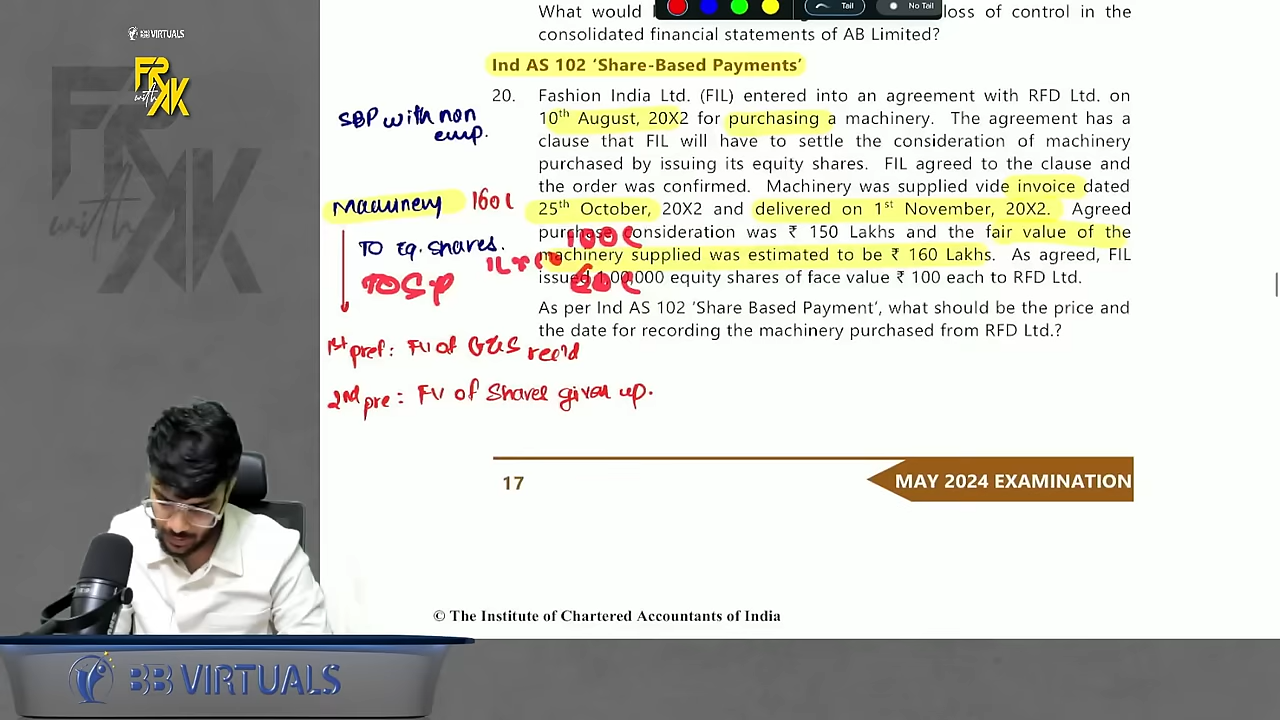 Tail
No Tail
BB VIRTUALS
FR
with
AK
What would
loss of control in the
consolidated financial statements of AB Limited?
Ind AS 102 ‘Share-Based Payments’
20. Fashion India Ltd. (FIL) entered into an agreement with RFD Ltd. on
10th August, 20X2 for purchasing a machinery. The agreement has a
clause that FIL will have to settle the consideration of machinery
purchased by issuing its equity shares. FIL agreed to the clause and
the order was confirmed. Machinery was supplied vide invoice dated
25th October, 20X2 and delivered on 1st November, 20X2. Agreed
purchase consideration was ₹ 150 Lakhs and the fair value of the
machinery supplied was estimated to be ₹ 160 Lakhs. As agreed, FIL
issued 1,00,000 equity shares of face value ₹ 100 each to RFD Ltd.
As per Ind AS 102 ‘Share Based Payment’, what should be the price and
the date for recording the machinery purchased from RFD Ltd.?
SBP with non
emp.
Machinery 160L
TO Eq. shares. 100L
TO SP 60L
1st pref: FV of G&S rec'd
2nd pre: FV of Shares given up.
17
MAY 2024 EXAMINATION
© The Institute of Chartered Accountants of India
BB VIRTUALS